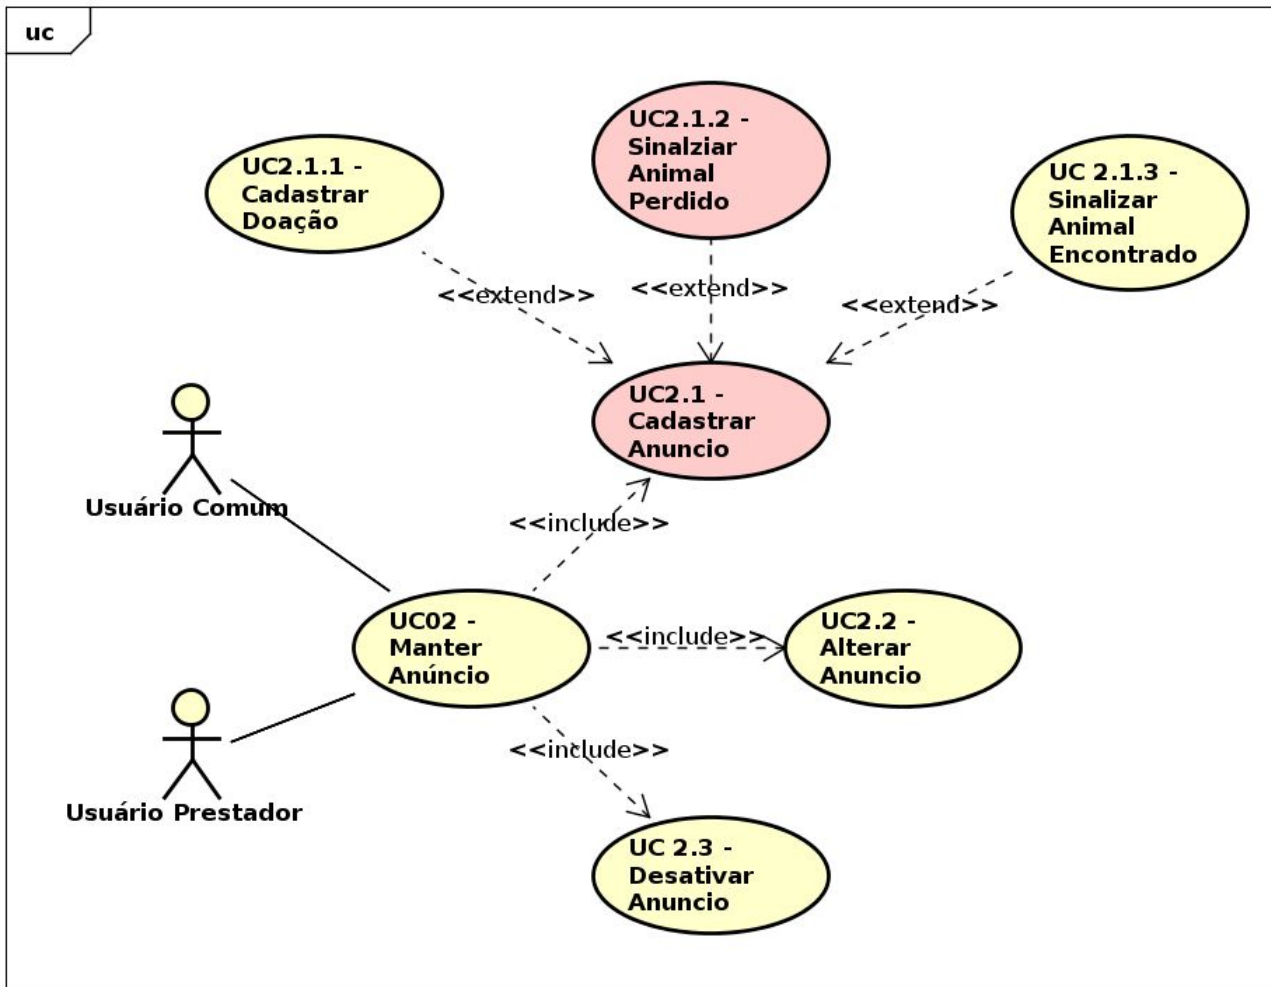 uc
UC2.1.1 -
Cadastrar
Doação
UC2.1.2 -
Sinalziar
Animal
Perdido
UC 2.1.3 -
Sinalizar
Animal
Encontrado
<<extend>>
<<extend>>
<<extend>>
UC2.1 -
Cadastrar
Anuncio
Usuário Comum
<<include>>
UC02 -
Manter
Anúncio
<<include>>
UC2.2 -
Alterar
Anuncio
Usuário Prestador
<<include>>
UC 2.3 -
Desativar
Anuncio